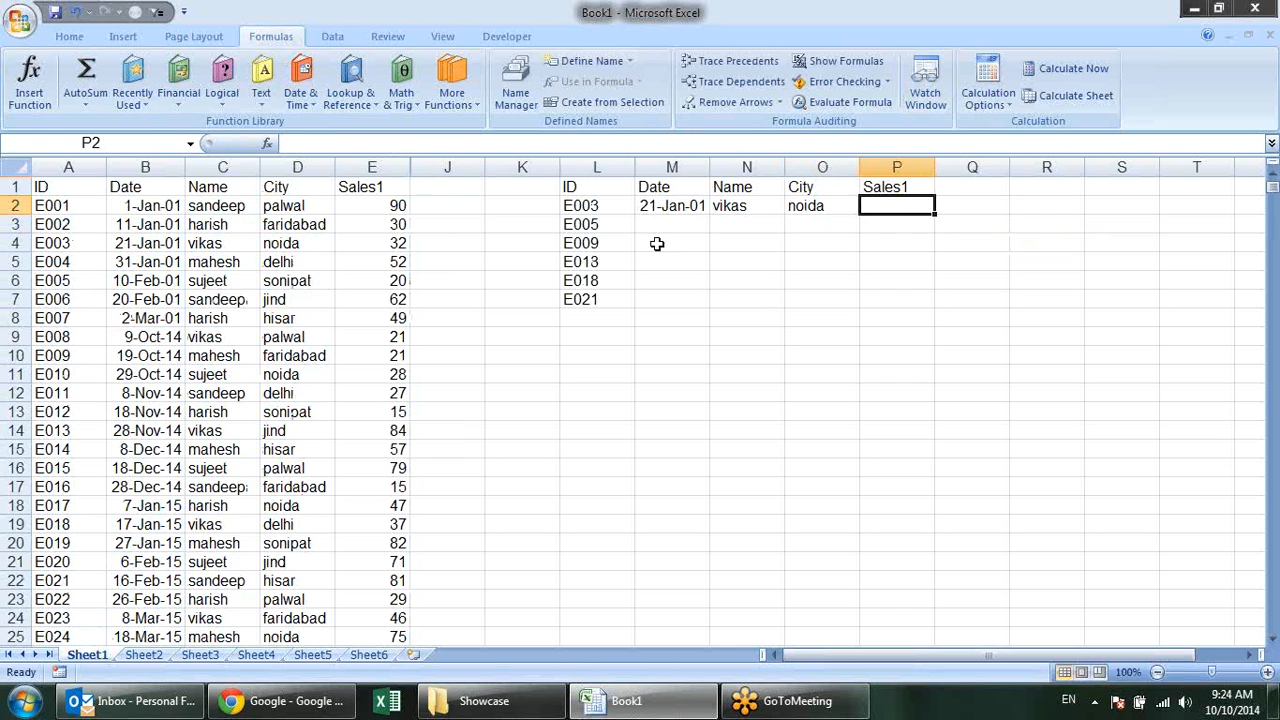 Book1 - Microsoft Excel
Home Insert Page Layout Formulas Data Review View Developer
fx Insert Function
Σ AutoSum
Recently Used
Financial
Logical
Text
Date & Time
Lookup & Reference
Math & Trig
More Functions
Function Library
Name Manager
Define Name
Use in Formula
Create from Selection
Defined Names
Trace Precedents
Trace Dependents
Remove Arrows
Show Formulas
Error Checking
Evaluate Formula
Formula Auditing
Watch Window
Calculation Options
Calculate Now
Calculate Sheet
Calculation
P2 fx
A B C D E J K L M N O P Q R S T
1 ID Date Name City Sales1 ID Date Name City Sales1
2 E001 1-Jan-01 sandeep palwal 90 E003 21-Jan-01 vikas noida
3 E002 11-Jan-01 harish faridabad 30 E005
4 E003 21-Jan-01 vikas noida 32 E009
5 E004 31-Jan-01 mahesh delhi 52 E013
6 E005 10-Feb-01 sujeet sonipat 20 E018
7 E006 20-Feb-01 sandeep jind 62 E021
8 E007 2-Mar-01 harish hisar 49
9 E008 9-Oct-14 vikas palwal 21
10 E009 19-Oct-14 mahesh faridabad 21
11 E010 29-Oct-14 sujeet noida 28
12 E011 8-Nov-14 sandeep delhi 27
13 E012 18-Nov-14 harish sonipat 15
14 E013 28-Nov-14 vikas jind 84
15 E014 8-Dec-14 mahesh hisar 57
16 E015 18-Dec-14 sujeet palwal 79
17 E016 28-Dec-14 sandeep faridabad 15
18 E017 7-Jan-15 harish noida 47
19 E018 17-Jan-15 vikas delhi 37
20 E019 27-Jan-15 mahesh sonipat 82
21 E020 6-Feb-15 sujeet jind 71
22 E021 16-Feb-15 sandeep hisar 81
23 E022 26-Feb-15 harish palwal 29
24 E023 8-Mar-15 vikas faridabad 46
25 E024 18-Mar-15 mahesh noida 75
Sheet1 Sheet2 Sheet3 Sheet4 Sheet5 Sheet6
Ready 100%
Inbox - Personal F... Google - Google ... Showcase Book1 GoToMeeting EN 9:24 AM
10/10/2014